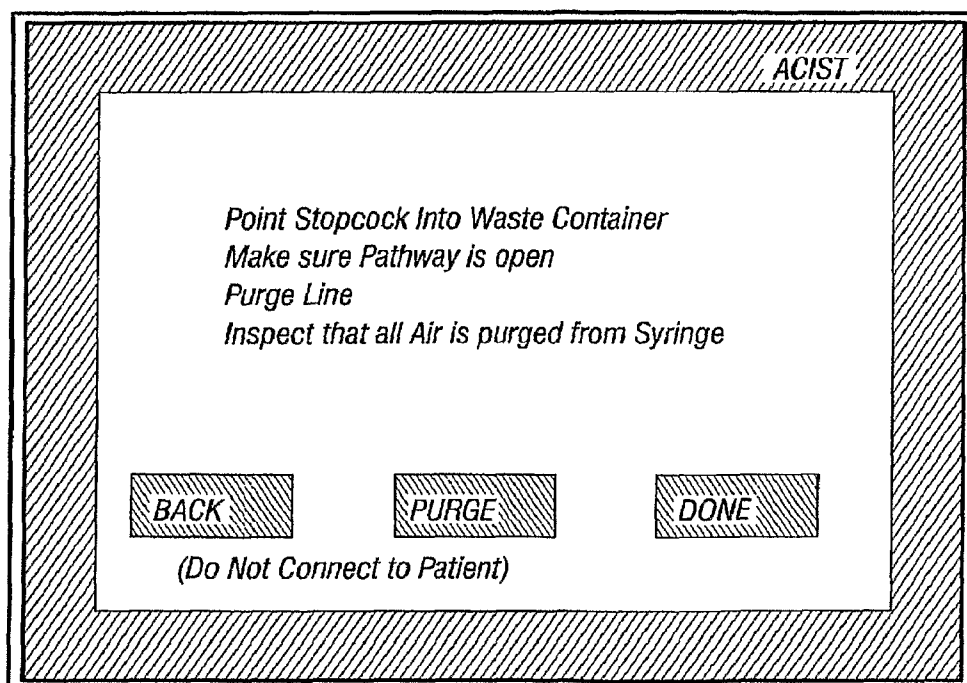 ACIST
Point Stopcock Into Waste Container
Make sure Pathway is open
Purge Line
Inspect that all Air is purged from Syringe
BACK PURGE DONE
(Do Not Connect to Patient)